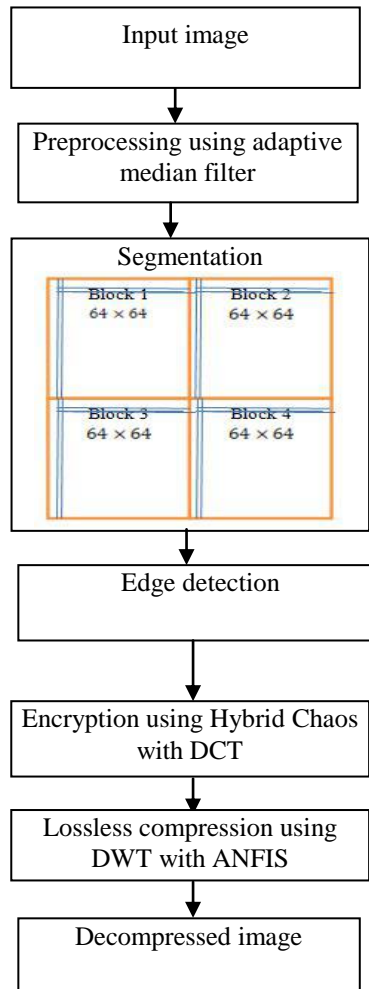 Input image
Preprocessing using adaptive
median filter
Segmentation
Block 1
64 × 64
Block 2
64 × 64
Block 3
64 × 64
Block 4
64 × 64
Edge detection
Encryption using Hybrid Chaos
with DCT
Lossless compression using
DWT with ANFIS
Decompressed image